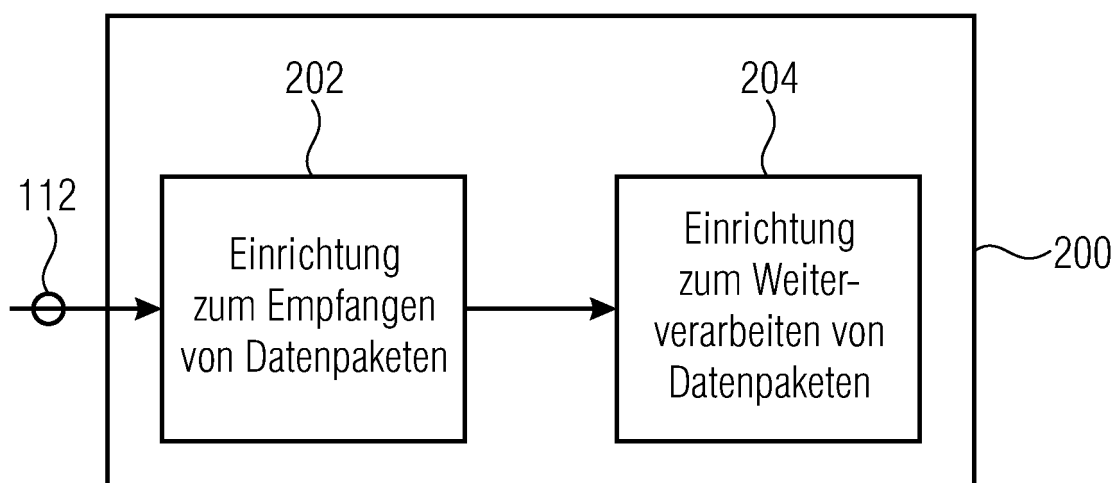 202
204
112
Einrichtung
zum Empfangen
von Datenpaketen
Einrichtung
zum Weiter-
verarbeiten von
Datenpaketen
200